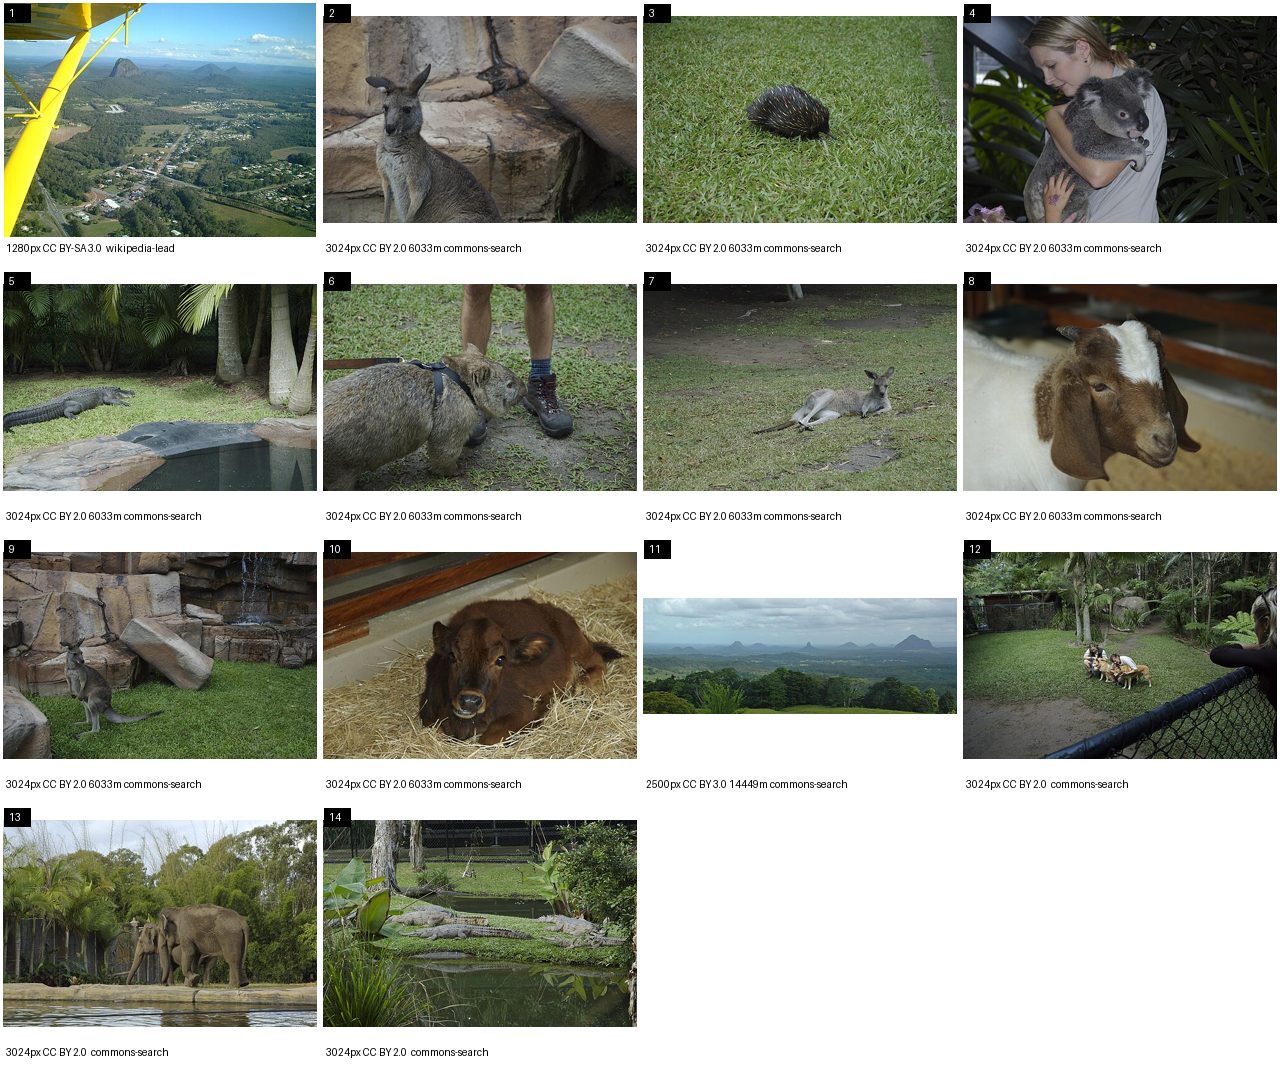 1
2
3
4
1280px CC BY-SA 3.0 wikipedia-lead
3024px CC BY 2.0 6033m commons-search
3024px CC BY 2.0 6033m commons-search
3024px CC BY 2.0 6033m commons-search
5
6
7
8
3024px CC BY 2.0 6033m commons-search
3024px CC BY 2.0 6033m commons-search
3024px CC BY 2.0 6033m commons-search
3024px CC BY 2.0 6033m commons-search
9
10
11
12
3024px CC BY 2.0 6033m commons-search
3024px CC BY 2.0 6033m commons-search
2500px CC BY 3.0 14449m commons-search
3024px CC BY 2.0 commons-search
13
14
3024px CC BY 2.0 commons-search
3024px CC BY 2.0 commons-search